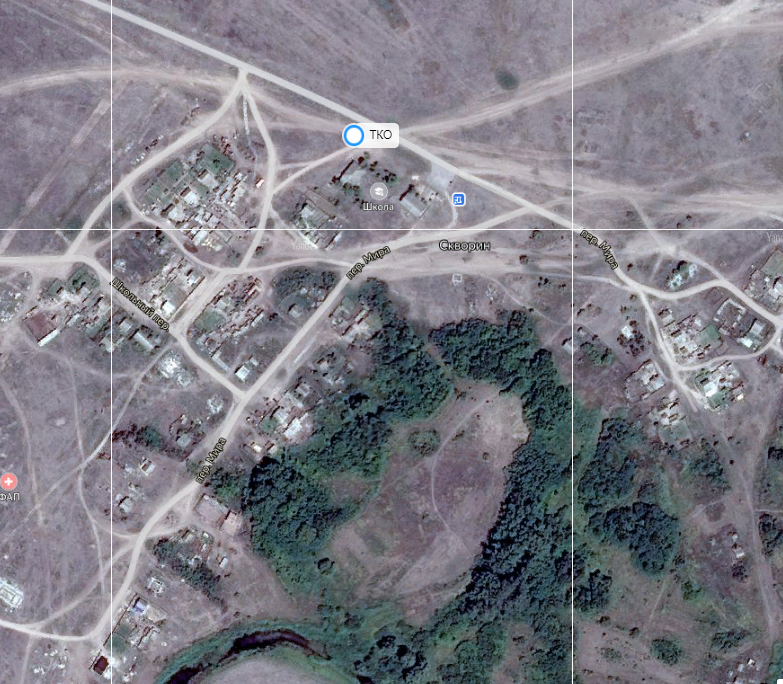 ТКО
Школа
Скворин
пер. Мира
пер. Мира
Школьный пер.
пер. Мира
ФАП